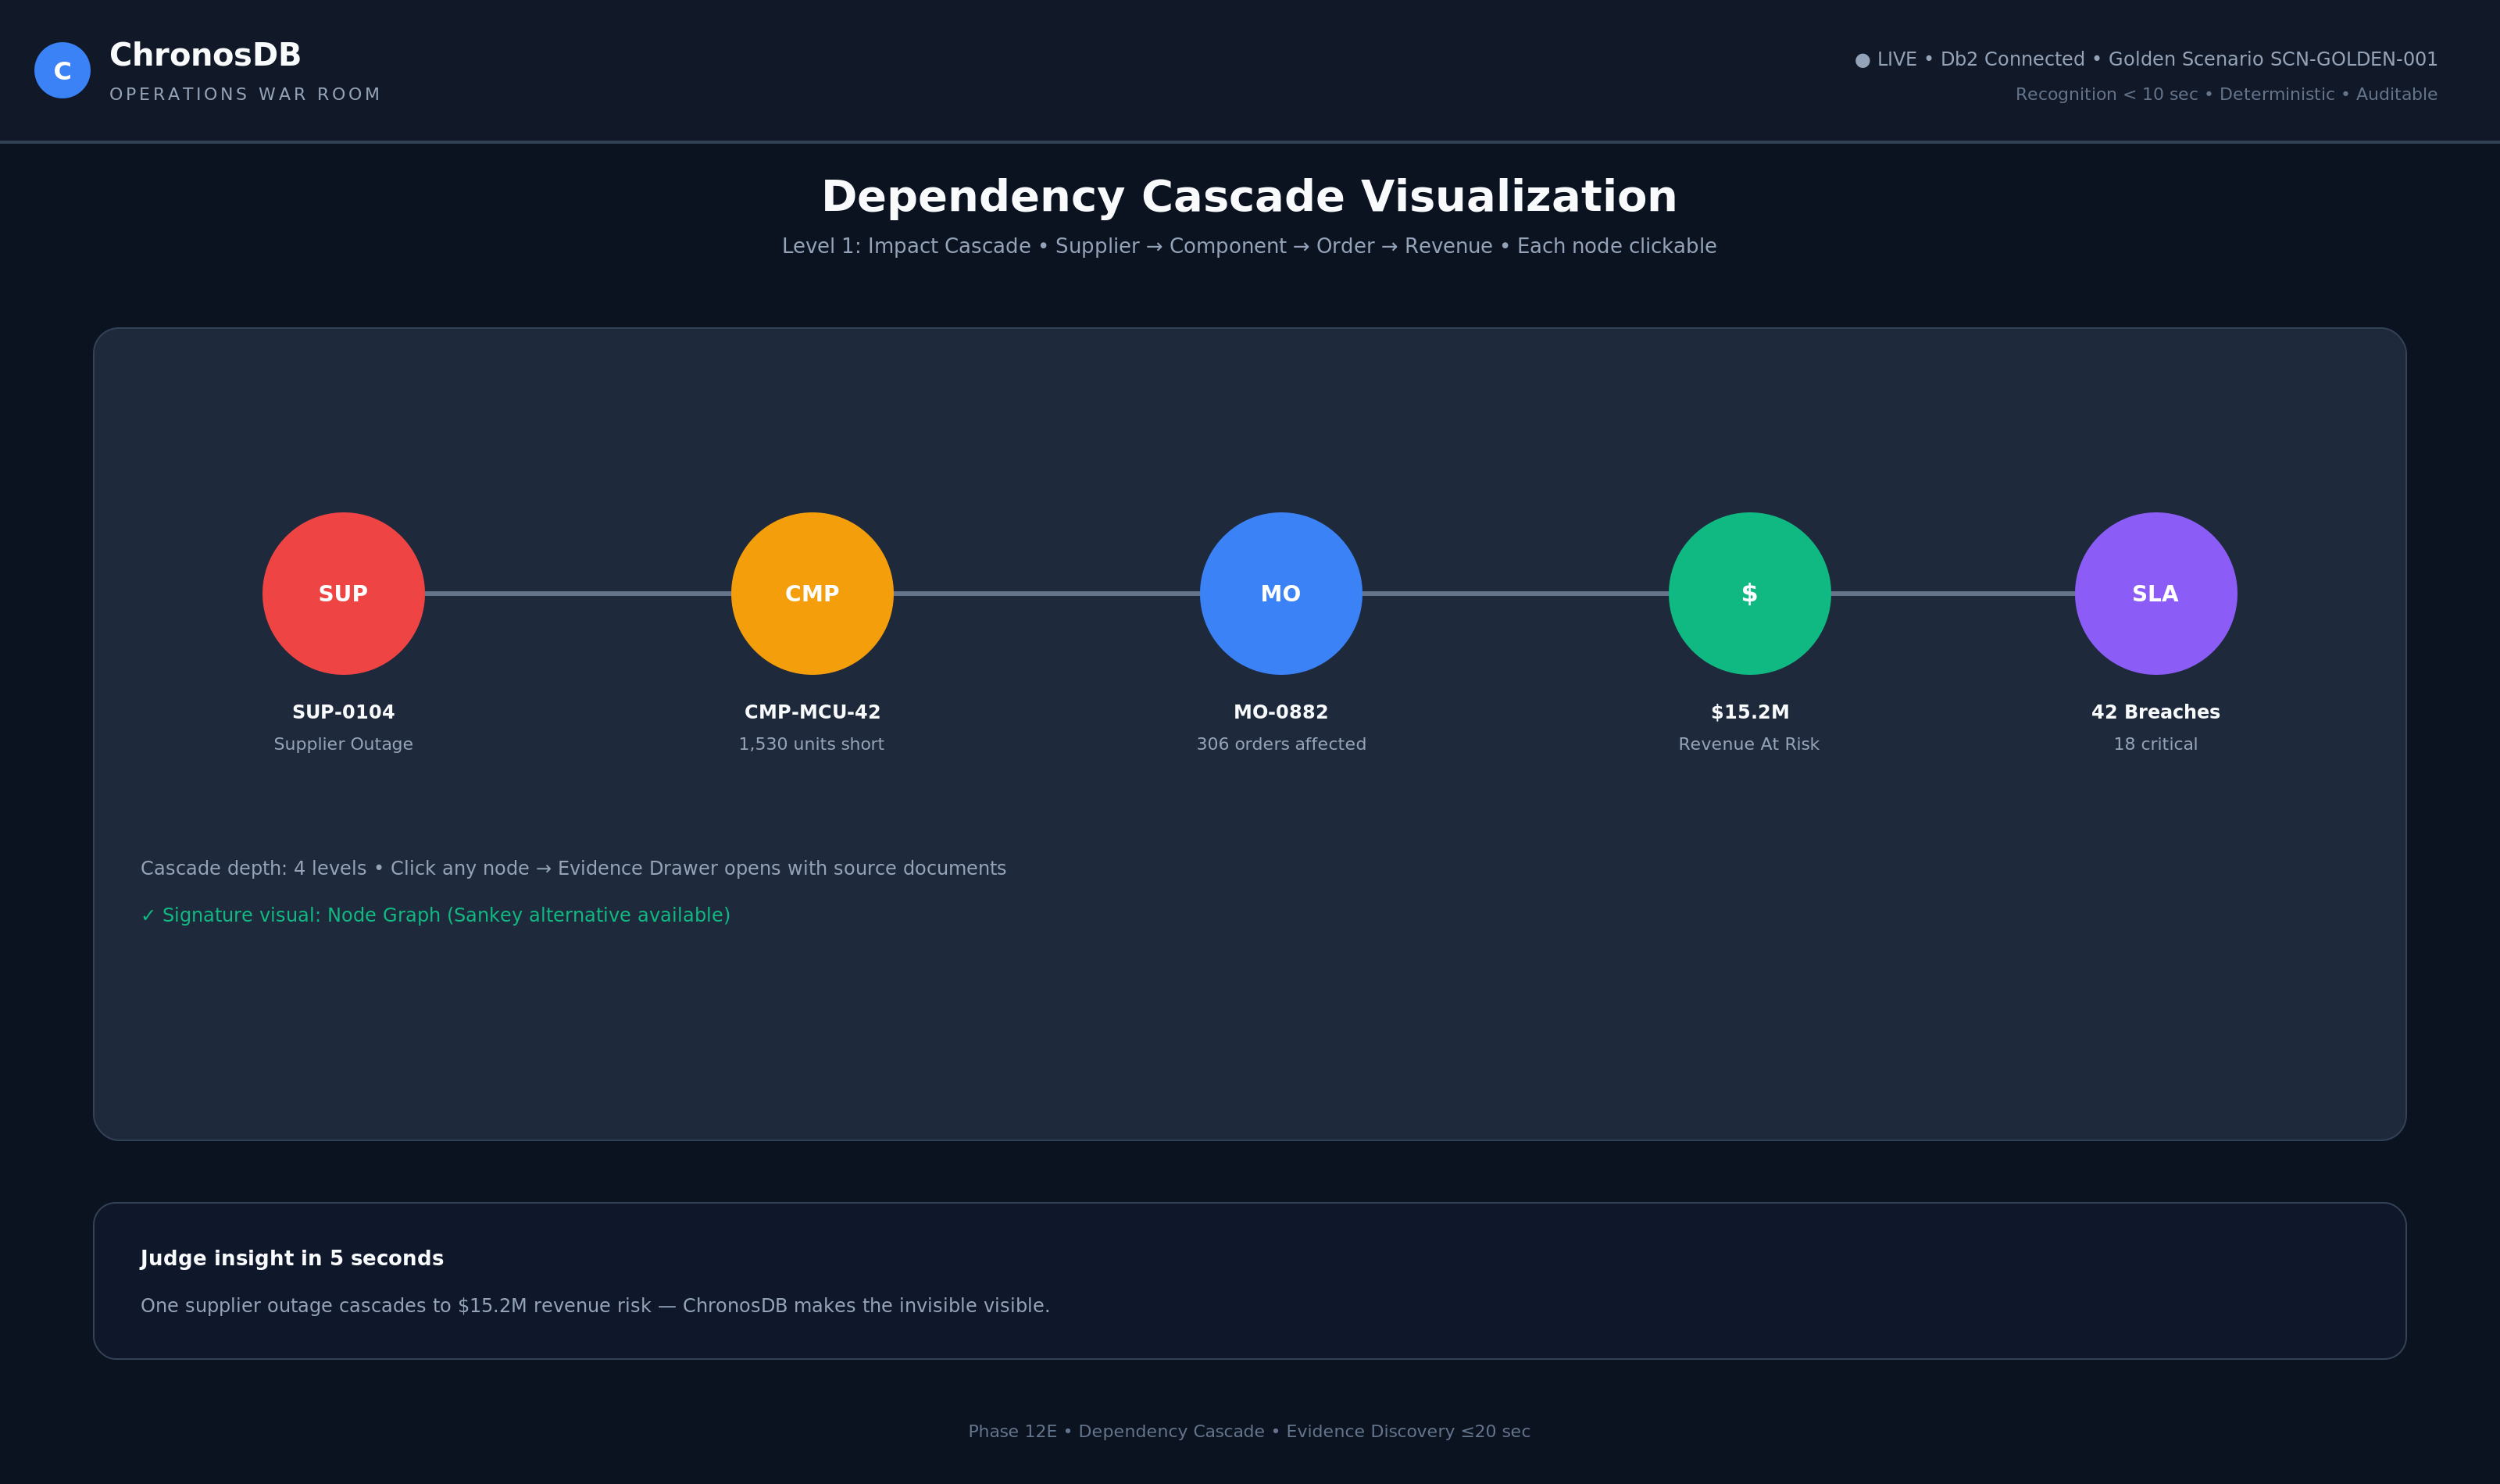 C
ChronosDB
OPERATIONS WAR ROOM
● LIVE • Db2 Connected • Golden Scenario SCN-GOLDEN-001
Recognition < 10 sec • Deterministic • Auditable
Dependency Cascade Visualization
Level 1: Impact Cascade • Supplier → Component → Order → Revenue • Each node clickable
SUP
CMP
MO
$
SLA
SUP-0104
CMP-MCU-42
MO-0882
$15.2M
42 Breaches
Supplier Outage
1,530 units short
306 orders affected
Revenue At Risk
18 critical
Cascade depth: 4 levels • Click any node → Evidence Drawer opens with source documents
✓ Signature visual: Node Graph (Sankey alternative available)
Judge insight in 5 seconds
One supplier outage cascades to $15.2M revenue risk — ChronosDB makes the invisible visible.
Phase 12E • Dependency Cascade • Evidence Discovery ≤20 sec